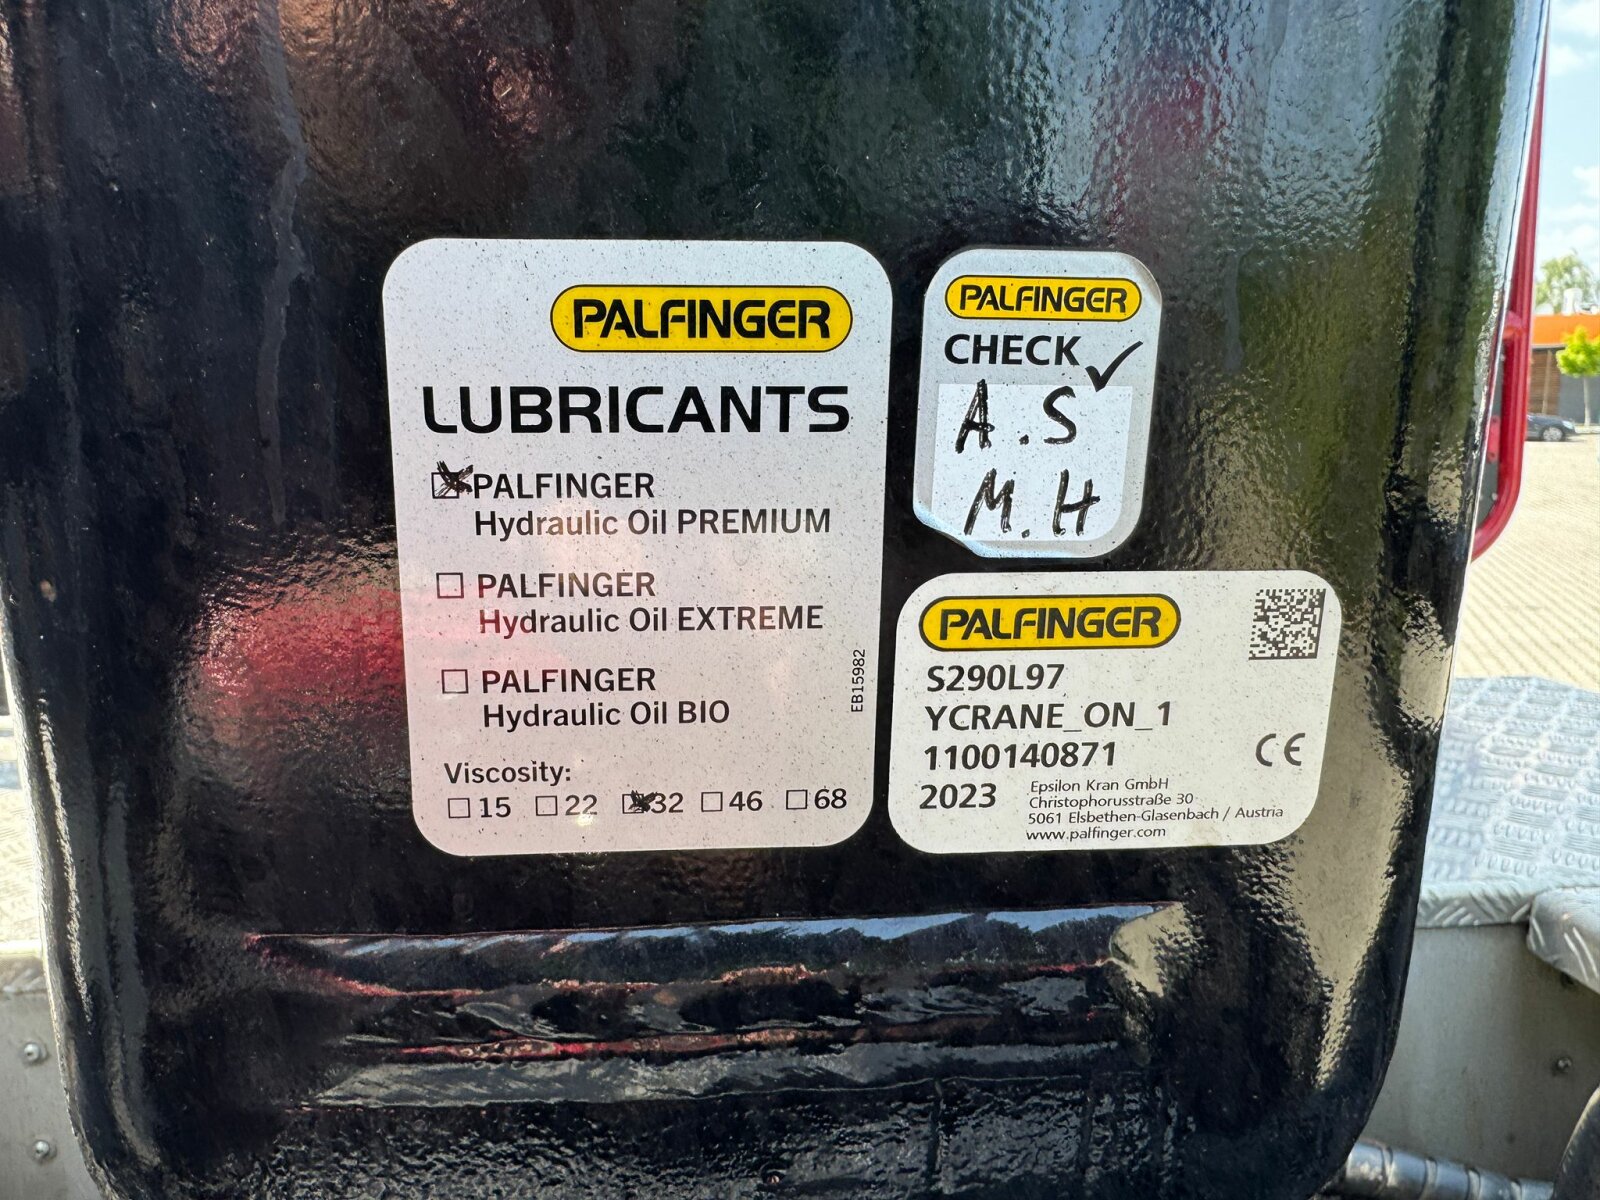 PALFINGER
LUBRICANTS
PALFINGER
Hydraulic Oil PREMIUM
PALFINGER
Hydraulic Oil EXTREME
PALFINGER
Hydraulic Oil BIO
EB15982
Viscosity:
15 22 32 46 68
PALFINGER
CHECK
A.S
M.H
PALFINGER
S290L97
YCRANE_ON_1
1100140871
CE
2023
Epsilon Kran GmbH
Christophorusstraße 30
5061 Elsbethen-Glasenbach / Austria
www.palfinger.com